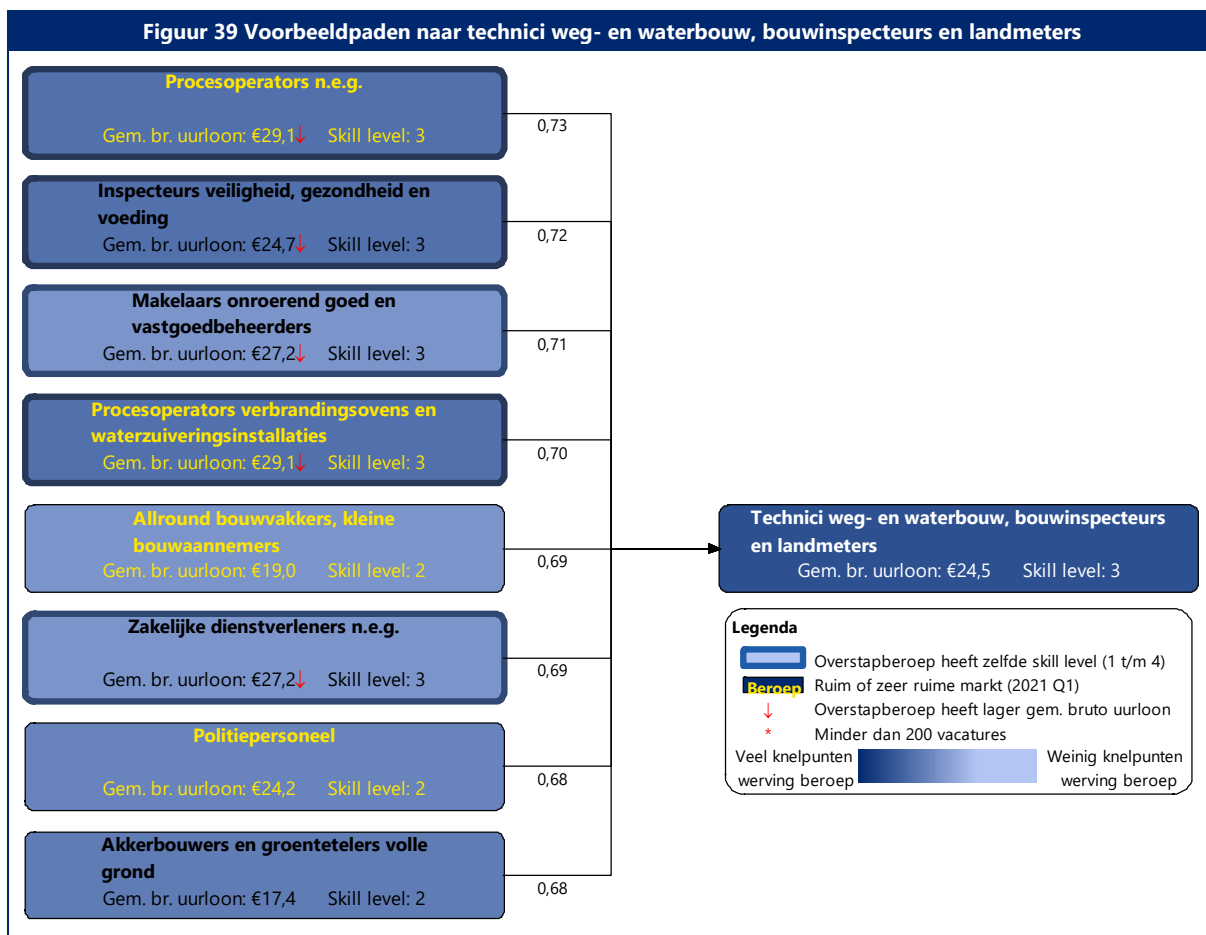 Figuur 39 Voorbeeldpaden naar technici weg- en waterbouw, bouwinspecteurs en landmeters
Procesoperators n.e.g.
Gem. br. uurloon: €29,1↓ Skill level: 3
0,73
Inspecteurs veiligheid, gezondheid en
voeding
Gem. br. uurloon: €24,7↓ Skill level: 3
0,72
Makelaars onroerend goed en
vastgoedbeheerders
Gem. br. uurloon: €27,2↓ Skill level: 3
0,71
Procesoperators verbrandingsovens en
waterzuiveringsinstallaties
Gem. br. uurloon: €29,1↓ Skill level: 3
0,70
Allround bouwvakkers, kleine
bouwaannemers
Gem. br. uurloon: €19,0 Skill level: 2
0,69
Zakelijke dienstverleners n.e.g.
Gem. br. uurloon: €27,2↓ Skill level: 3
0,69
Politiepersoneel
Gem. br. uurloon: €24,2 Skill level: 2
0,68
Akkerbouwers en groentetelers volle
grond
Gem. br. uurloon: €17,4 Skill level: 2
0,68
Technici weg- en waterbouw, bouwinspecteurs
en landmeters
Gem. br. uurloon: €24,5 Skill level: 3
Legenda
Overstapberoep heeft zelfde skill level (1 t/m 4)
Beroep Ruim of zeer ruime markt (2021 Q1)
↓ Overstapberoep heeft lager gem. bruto uurloon
* Minder dan 200 vacatures
Veel knelpunten Weinig knelpunten
werving beroep werving beroep